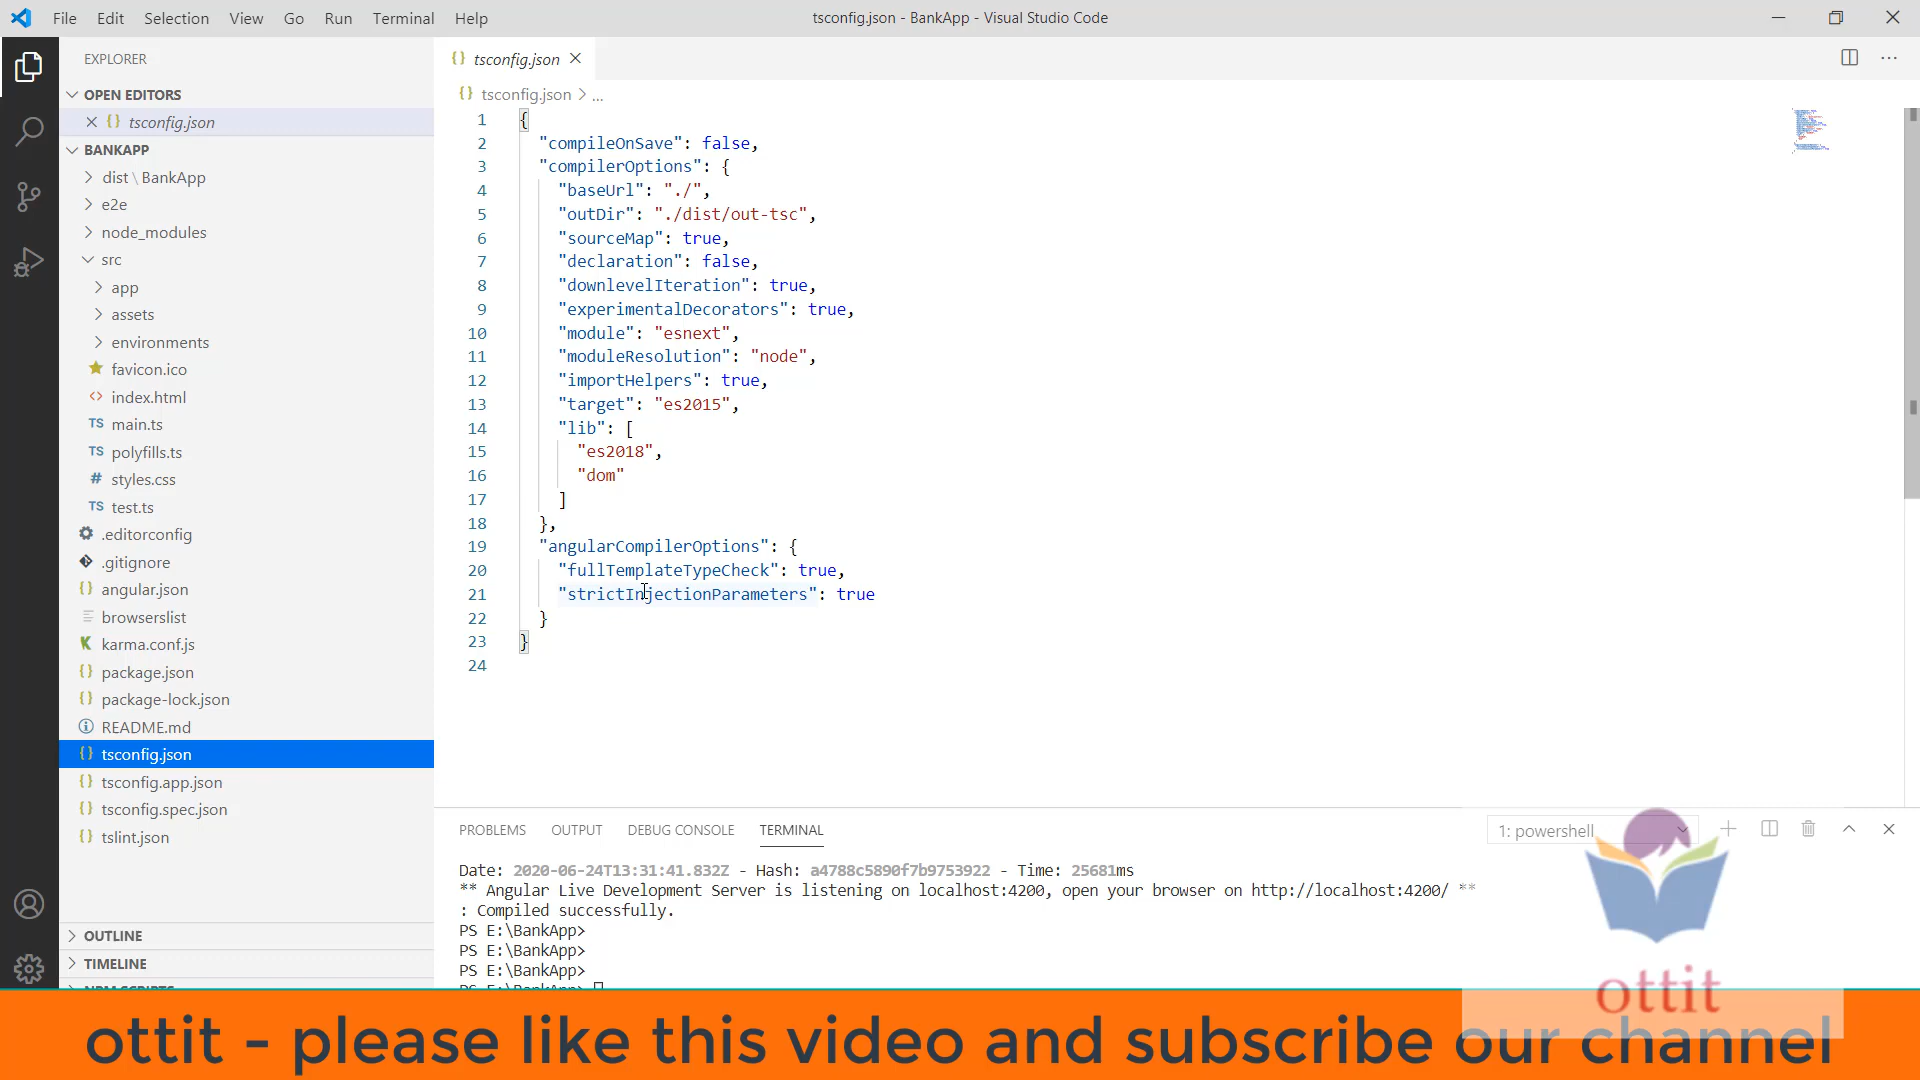 File Edit Selection View Go Run Terminal Help
tsconfig.json - BankApp - Visual Studio Code
EXPLORER
OPEN EDITORS
tsconfig.json
BANKAPP
dist \ BankApp
e2e
node_modules
src
app
assets
environments
favicon.ico
<> index.html
TS main.ts
TS polyfills.ts
# styles.css
TS test.ts
.editorconfig
.gitignore
{} angular.json
browserslist
K karma.conf.js
{} package.json
{} package-lock.json
README.md
{} tsconfig.json
{} tsconfig.app.json
{} tsconfig.spec.json
{} tslint.json
OUTLINE
TIMELINE
NPM SCRIPTS
{} tsconfig.json
{} tsconfig.json > ...
1 {
2 "compileOnSave": false,
3 "compilerOptions": {
4 "baseUrl": "./",
5 "outDir": "./dist/out-tsc",
6 "sourceMap": true,
7 "declaration": false,
8 "downlevelIteration": true,
9 "experimentalDecorators": true,
10 "module": "esnext",
11 "moduleResolution": "node",
12 "importHelpers": true,
13 "target": "es2015",
14 "lib": [
15 "es2018",
16 "dom"
17 ]
18 },
19 "angularCompilerOptions": {
20 "fullTemplateTypeCheck": true,
21 "strictInjectionParameters": true
22 }
23 }
24
PROBLEMS OUTPUT DEBUG CONSOLE TERMINAL
1: powershell
Date: 2020-06-24T13:31:41.832Z - Hash: a4788c5890f7b9753922 - Time: 25681ms
** Angular Live Development Server is listening on localhost:4200, open your browser on http://localhost:4200/ **
: Compiled successfully.
PS E:\BankApp>
PS E:\BankApp>
PS E:\BankApp>
PS E:\BankApp>
ottit
ottit - please like this video and subscribe our channel